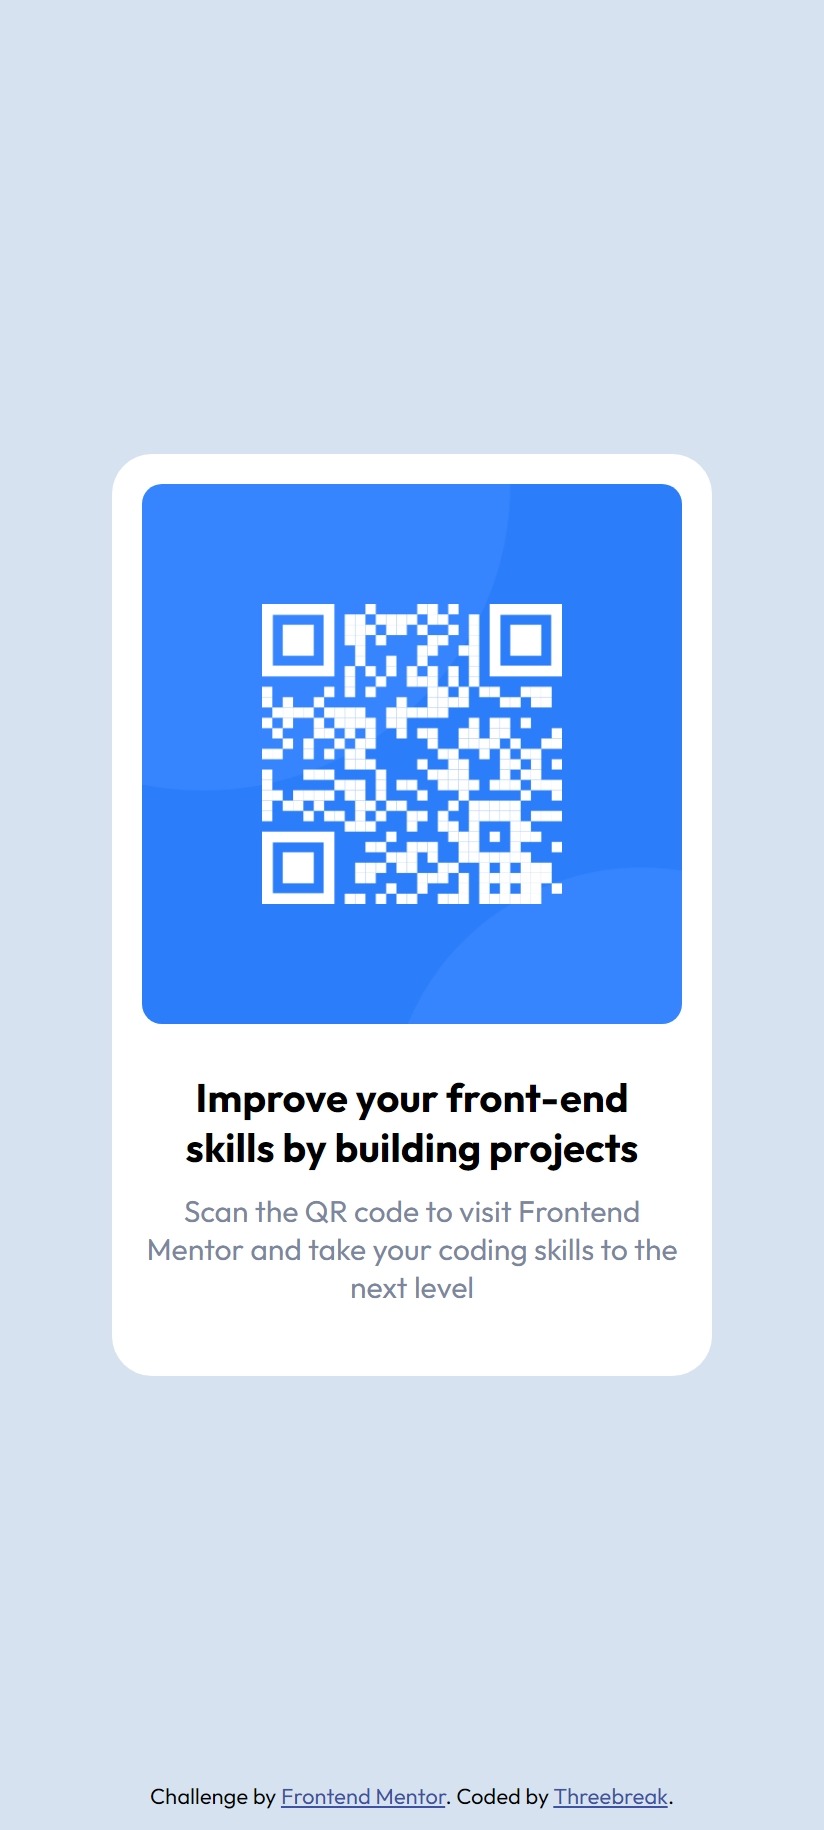 Improve your front-end
skills by building projects
Scan the QR code to visit Frontend
Mentor and take your coding skills to the
next level
Challenge by Frontend Mentor. Coded by Threebreak.